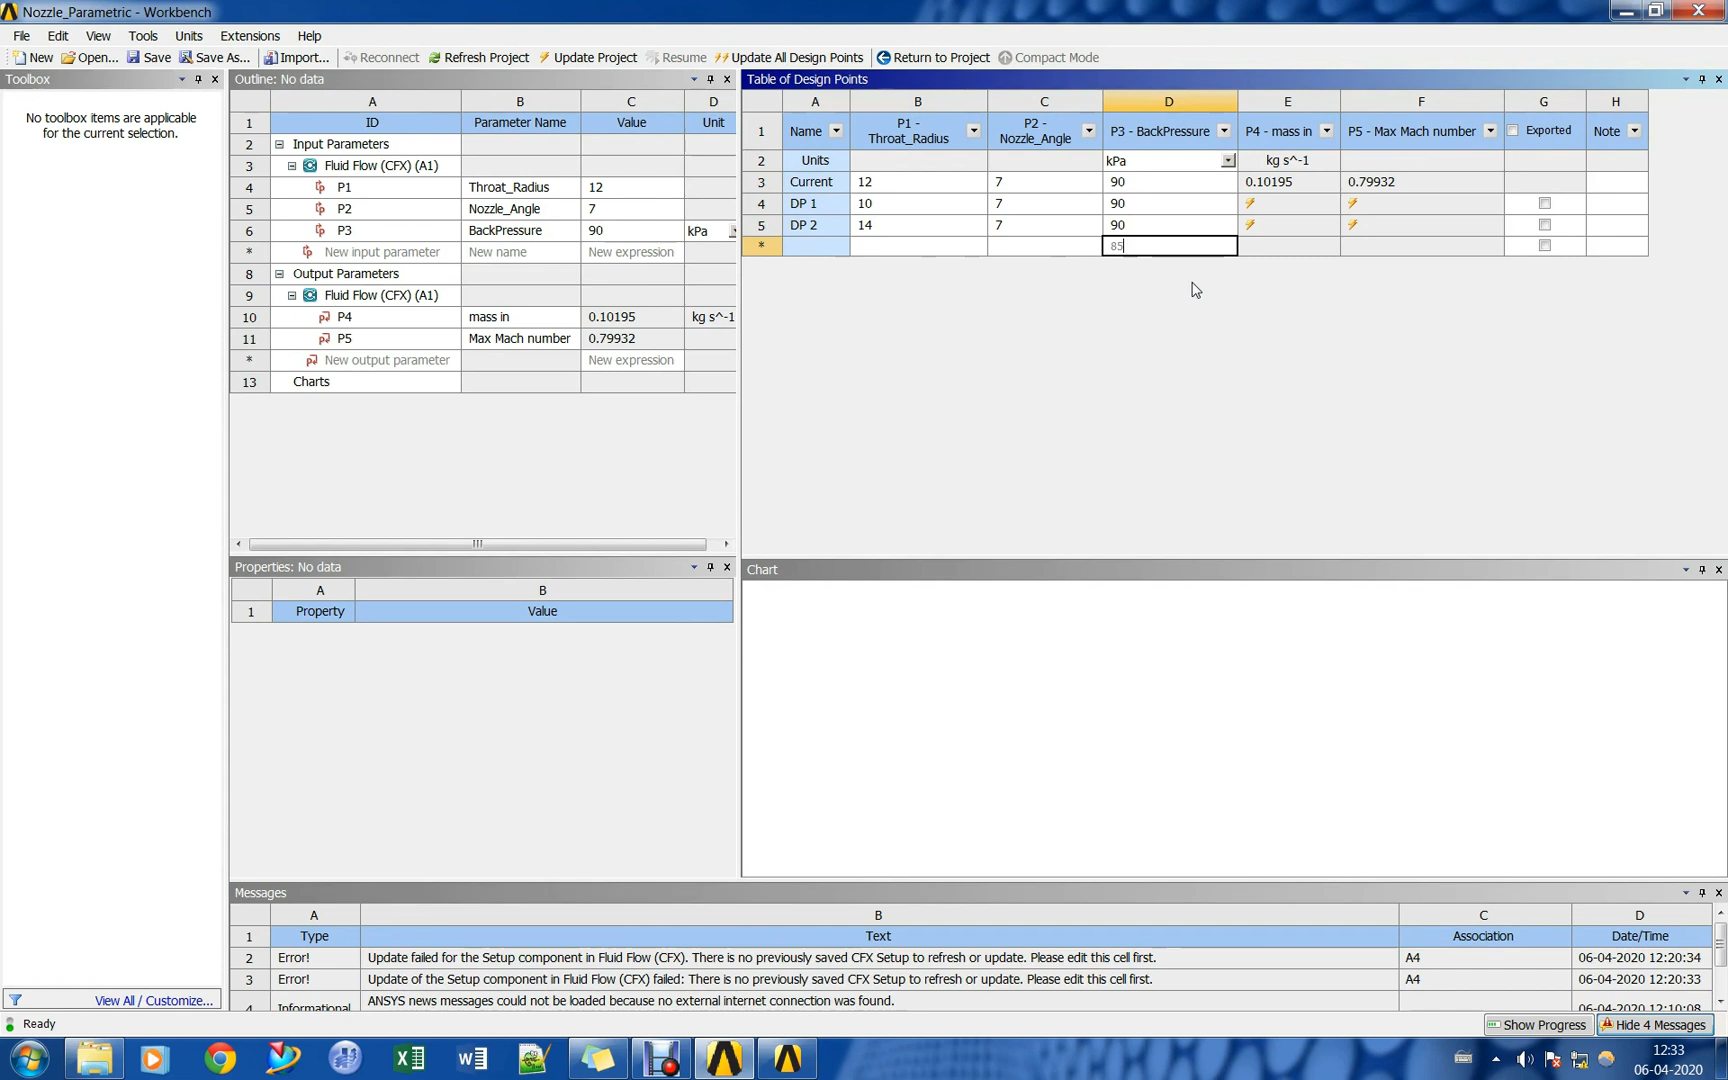 Nozzle_Parametric - Workbench
File Edit View Tools Units Extensions Help
New Open... Save Save As... Import... Reconnect Refresh Project Update Project Resume Update All Design Points Return to Project Compact Mode
Toolbox
No toolbox items are applicable
for the current selection.
View All / Customize...
Outline: No data
A B C D
1 ID Parameter Name Value Unit
2 Input Parameters
3 Fluid Flow (CFX) (A1)
4 P1 Throat_Radius 12
5 P2 Nozzle_Angle 7
6 P3 BackPressure 90 kPa
* New input parameter New name New expression
8 Output Parameters
9 Fluid Flow (CFX) (A1)
10 P4 mass in 0.10195 kg s^-1
11 P5 Max Mach number 0.79932
* New output parameter New expression
13 Charts
Properties: No data
A B
1 Property Value
Table of Design Points
A B C D E F G H
1 Name P1 - Throat_Radius P2 - Nozzle_Angle P3 - BackPressure P4 - mass in P5 - Max Mach number Exported Note
2 Units kPa kg s^-1
3 Current 12 7 90 0.10195 0.79932
4 DP 1 10 7 90
5 DP 2 14 7 90
* 85
Chart
Messages
A B C D
1 Type Text Association Date/Time
2 Error! Update failed for the Setup component in Fluid Flow (CFX). There is no previously saved CFX Setup to refresh or update. Please edit this cell first. A4 06-04-2020 12:20:34
3 Error! Update of the Setup component in Fluid Flow (CFX) failed: There is no previously saved CFX Setup to refresh or update. Please edit this cell first. A4 06-04-2020 12:20:33
4 Informational ANSYS news messages could not be loaded because no external internet connection was found. 06-04-2020 12:10:08
Ready Show Progress Hide 4 Messages
12:33
06-04-2020